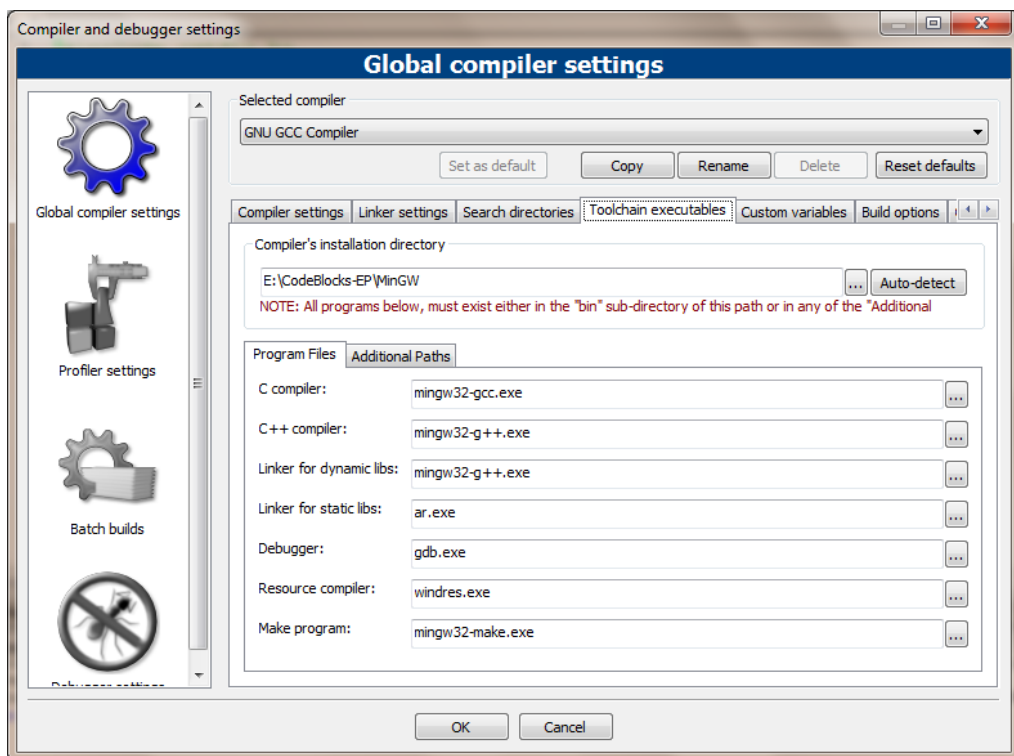 Compiler and debugger settings
Global compiler settings
Global compiler settings
Profiler settings
Batch builds
Selected compiler
GNU GCC Compiler
Set as default
Copy
Rename
Delete
Reset defaults
Compiler settings
Linker settings
Search directories
Toolchain executables
Custom variables
Build options
Compiler's installation directory
E:\CodeBlocks-EP\MinGW
...
Auto-detect
NOTE: All programs below, must exist either in the "bin" sub-directory of this path or in any of the "Additional
Program Files
Additional Paths
C compiler:
mingw32-gcc.exe
...
C++ compiler:
mingw32-g++.exe
...
Linker for dynamic libs:
mingw32-g++.exe
...
Linker for static libs:
ar.exe
...
Debugger:
gdb.exe
...
Resource compiler:
windres.exe
...
Make program:
mingw32-make.exe
...
OK
Cancel